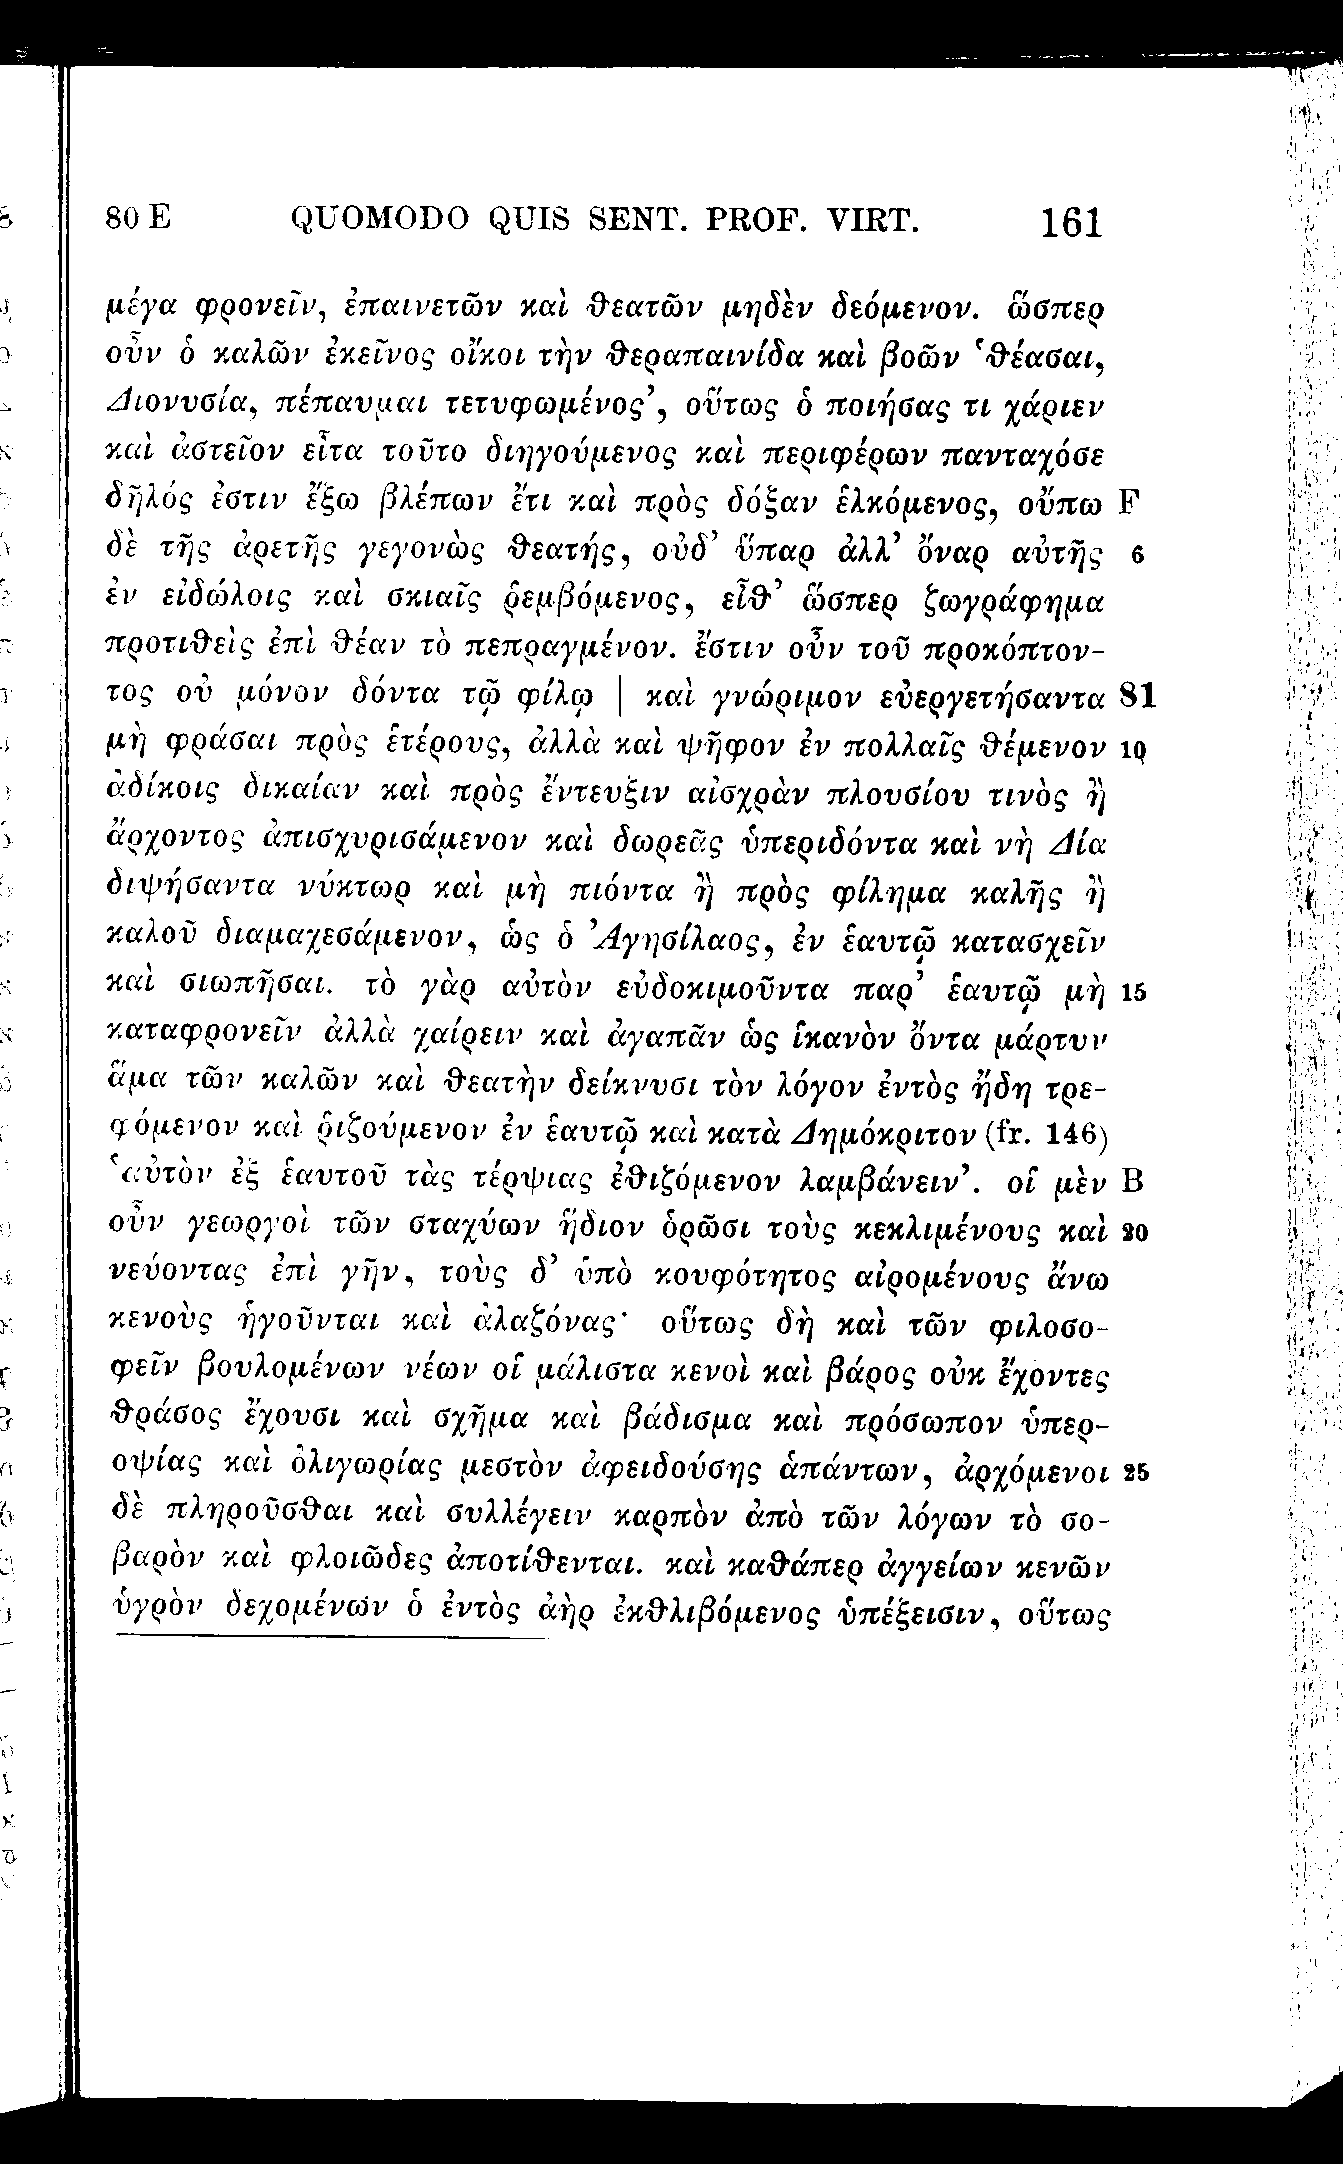 80 E QUOMODO QUIS SENT. PROF. VIRT. 161
μέγα φρονεῖν, ἐπαινετῶν καὶ θεατῶν μηδὲν δεόμενον. ὥσπερ
οὖν ὁ καλῶν ἐκεῖνος οἴκοι τὴν θεραπαινίδα καὶ βοῶν ‘θέασαι,
Διονυσία, πέπαυμαι τετυφωμένος’, οὕτως ὁ ποιήσας τι χάριεν
καὶ ἀστεῖον εἶτα τοῦτο διηγούμενος καὶ περιφέρων πανταχόσε
δῆλός ἐστιν ἔξω βλέπων ἔτι καὶ πρὸς δόξαν ἑλκόμενος, οὔπω F
δὲ τῆς ἀρετῆς γεγονὼς θεατής, οὐδ’ ὕπαρ ἀλλ’ ὄναρ αὐτῆς 6
ἐν εἰδώλοις καὶ σκιαῖς ῥεμβόμενος, εἶθ’ ὥσπερ ζωγράφημα
προτιθεὶς ἐπὶ θέαν τὸ πεπραγμένον. ἔστιν οὖν τοῦ προκόπτον-
τος οὐ μόνον δόντα τῷ φίλῳ | καὶ γνώριμον εὐεργετήσαντα 81
μὴ φράσαι πρὸς ἑτέρους, ἀλλὰ καὶ ψῆφον ἐν πολλαῖς θέμενον 10
ἀδίκοις δικαίαν καὶ πρὸς ἔντευξιν αἰσχρὰν πλουσίου τινὸς ἢ
ἄρχοντος ἀπισχυρισάμενον καὶ δωρεᾶς ὑπεριδόντα καὶ νὴ Δία
διψήσαντα νύκτωρ καὶ μὴ πιόντα ἢ πρὸς φίλημα καλῆς ἢ
καλοῦ διαμαχεσάμενον, ὡς ὁ Ἀγησίλαος, ἐν ἑαυτῷ κατασχεῖν
καὶ σιωπῆσαι. τὸ γὰρ αὐτὸν εὐδοκιμοῦντα παρ’ ἑαυτῷ μὴ 15
καταφρονεῖν ἀλλὰ χαίρειν καὶ ἀγαπᾶν ὡς ἱκανὸν ὄντα μάρτυν
ἅμα τῶν καλῶν καὶ θεατὴν δείκνυσι τὸν λόγον ἐντὸς ἤδη τρε-
φόμενον καὶ ῥιζούμενον ἐν ἑαυτῷ καὶ κατὰ Δημόκριτον (fr. 146)
‘αὐτὸν ἐξ ἑαυτοῦ τὰς τέρψιας ἐθιζόμενον λαμβάνειν’. οἱ μὲν B
οὖν γεωργοὶ τῶν σταχύων ἥδιον ὁρῶσι τοὺς κεκλιμένους καὶ 20
νεύοντας ἐπὶ γῆν, τοὺς δ’ ὑπὸ κουφότητος αἰρομένους ἄνω
κενοὺς ἡγοῦνται καὶ ἀλαζόνας· οὕτως δὴ καὶ τῶν φιλοσο-
φεῖν βουλομένων νέων οἱ μάλιστα κενοὶ καὶ βάρος οὐκ ἔχοντες
θράσος ἔχουσι καὶ σχῆμα καὶ βάδισμα καὶ πρόσωπον ὑπερ-
οψίας καὶ ὀλιγωρίας μεστὸν ἀφειδούσης ἁπάντων, ἀρχόμενοι 25
δὲ πληροῦσθαι καὶ συλλέγειν καρπὸν ἀπὸ τῶν λόγων τὸ σο-
βαρὸν καὶ φλοιῶδες ἀποτίθενται. καὶ καθάπερ ἀγγείων κενῶν
ὑγρὸν δεχομένων ὁ ἐντὸς ἀὴρ ἐκθλιβόμενος ὑπέξεισιν, οὕτως